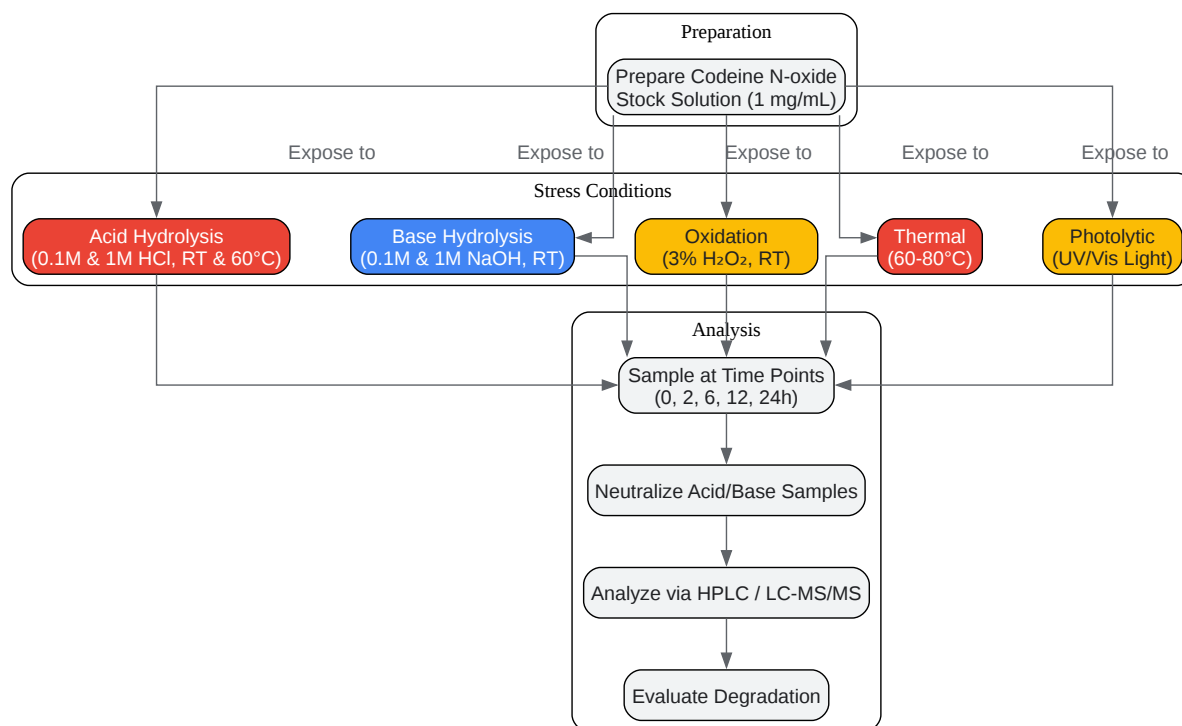 Preparation
Prepare Codeine N-oxide
Stock Solution (1 mg/mL)
Expose to
Expose to
Expose to
Expose to
Expose to
Stress Conditions
Acid Hydrolysis
(0.1M & 1M HCl, RT & 60°C)
Base Hydrolysis
(0.1M & 1M NaOH, RT)
Oxidation
(3% H₂O₂, RT)
Thermal
(60-80°C)
Photolytic
(UV/Vis Light)
Analysis
Sample at Time Points
(0, 2, 6, 12, 24h)
Neutralize Acid/Base Samples
Analyze via HPLC / LC-MS/MS
Evaluate Degradation